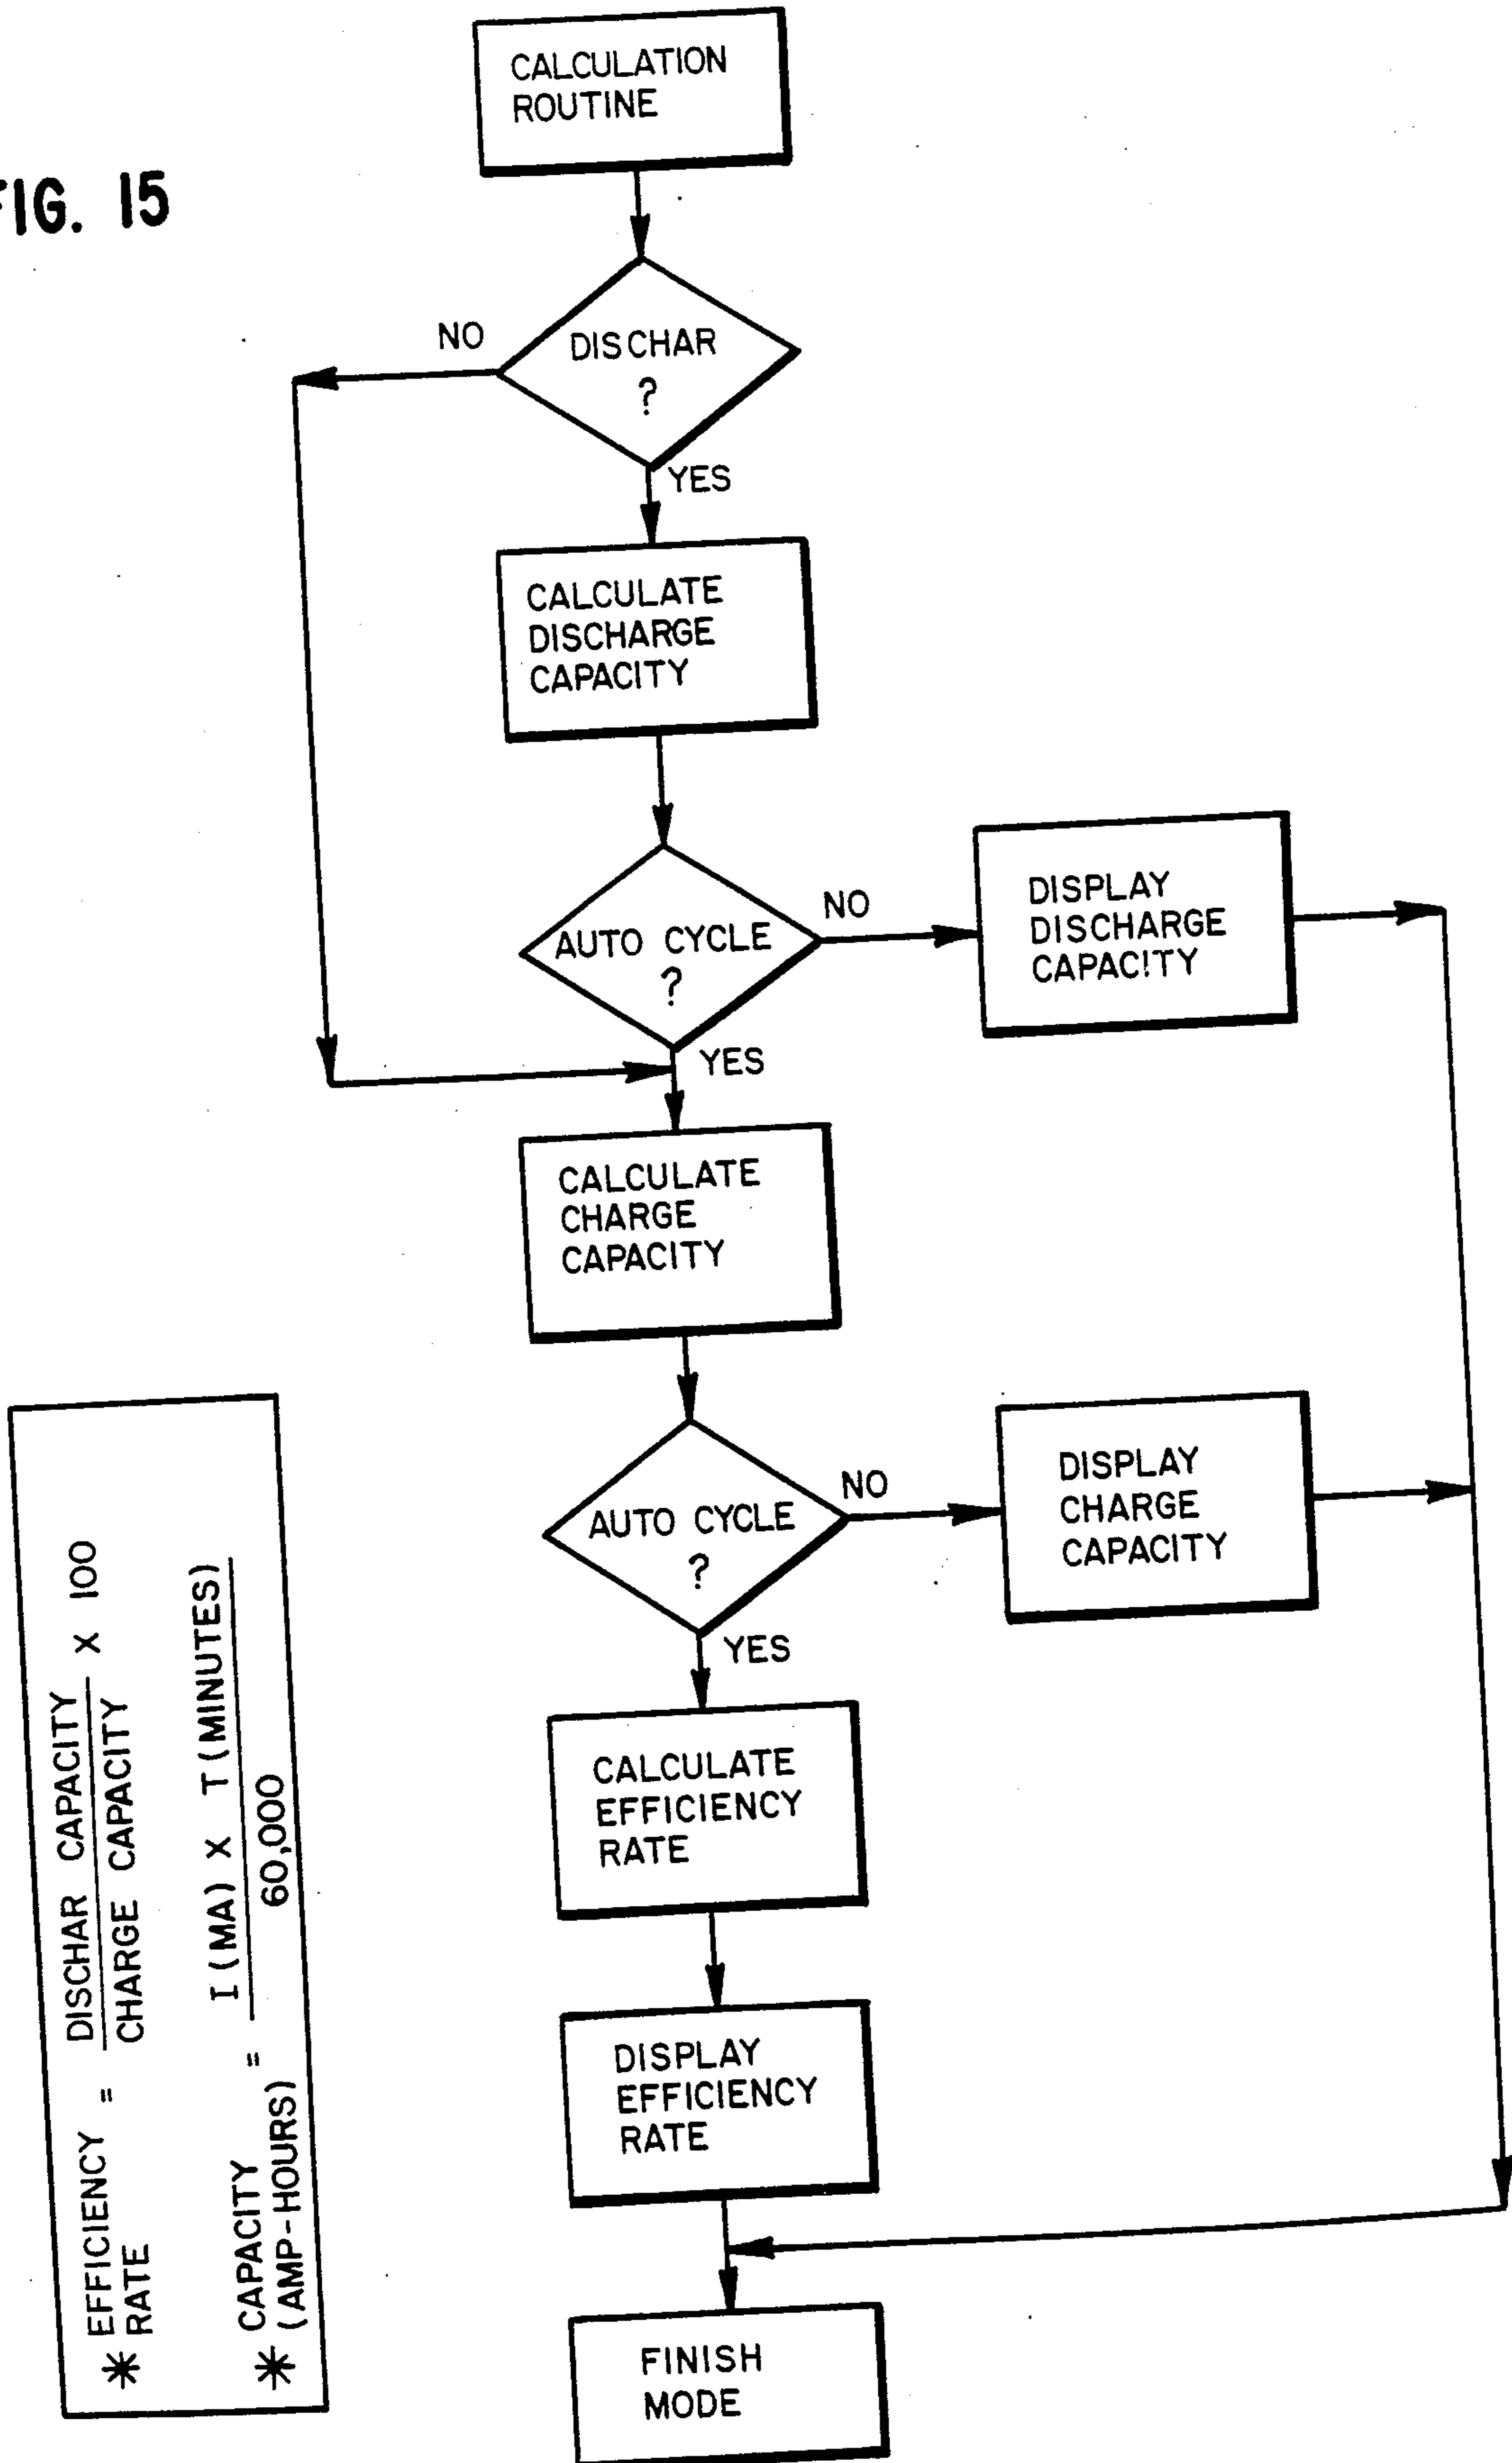 FIG. 15
CALCULATION
ROUTINE
DISCHAR
?
NO
YES
CALCULATE
DISCHARGE
CAPACITY
AUTO CYCLE
?
NO
DISPLAY
DISCHARGE
CAPACITY
YES
CALCULATE
CHARGE
CAPACITY
AUTO CYCLE
?
NO
DISPLAY
CHARGE
CAPACITY
YES
CALCULATE
EFFICIENCY
RATE
DISPLAY
EFFICIENCY
RATE
FINISH
MODE
* EFFICIENCY = DISCHAR CAPACITY X 100
RATE CHARGE CAPACITY
* CAPACITY = I (MA) X T (MINUTES)
(AMP-HOURS) 60,000